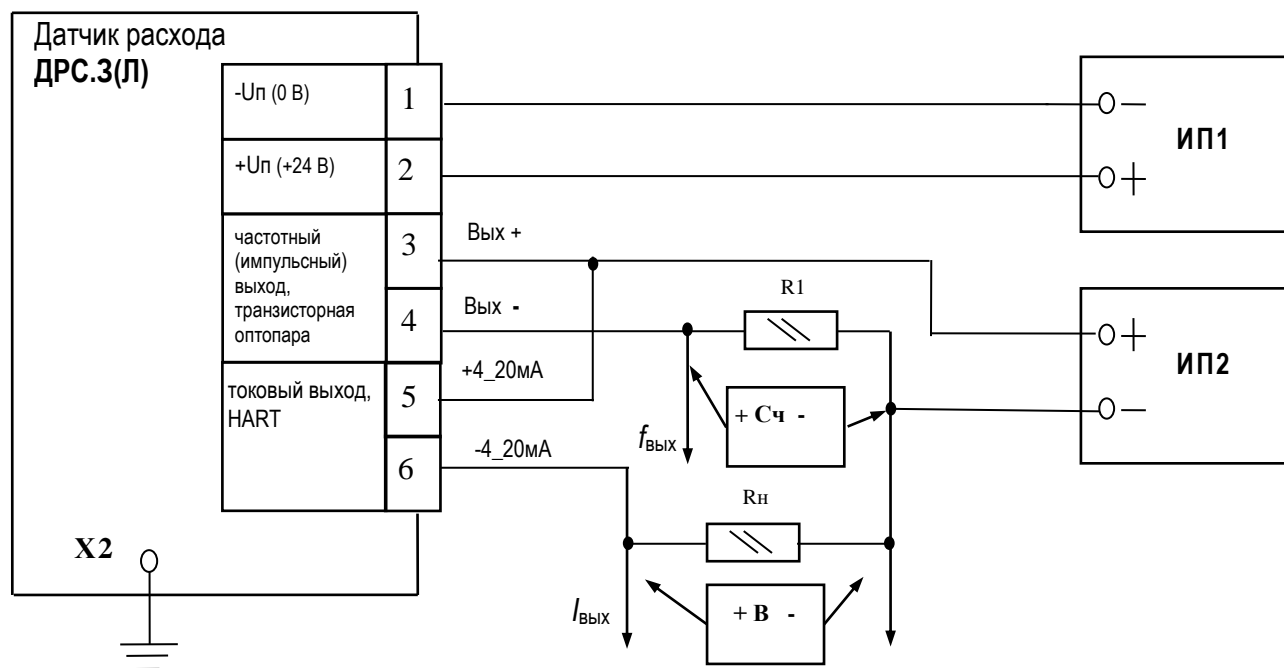 Датчик расхода
ДРС.З(Л)
-Uп (0 В)
1
+Uп (+24 В)
2
частотный
(импульсный)
выход,
транзисторная
оптопара
3
4
токовый выход,
HART
5
6
Вых +
Вых -
+4_20мА
-4_20мА
X2
R1
+ Сч -
fвых
Rн
+ В -
Iвых
− ИП1
+
+ ИП2
−